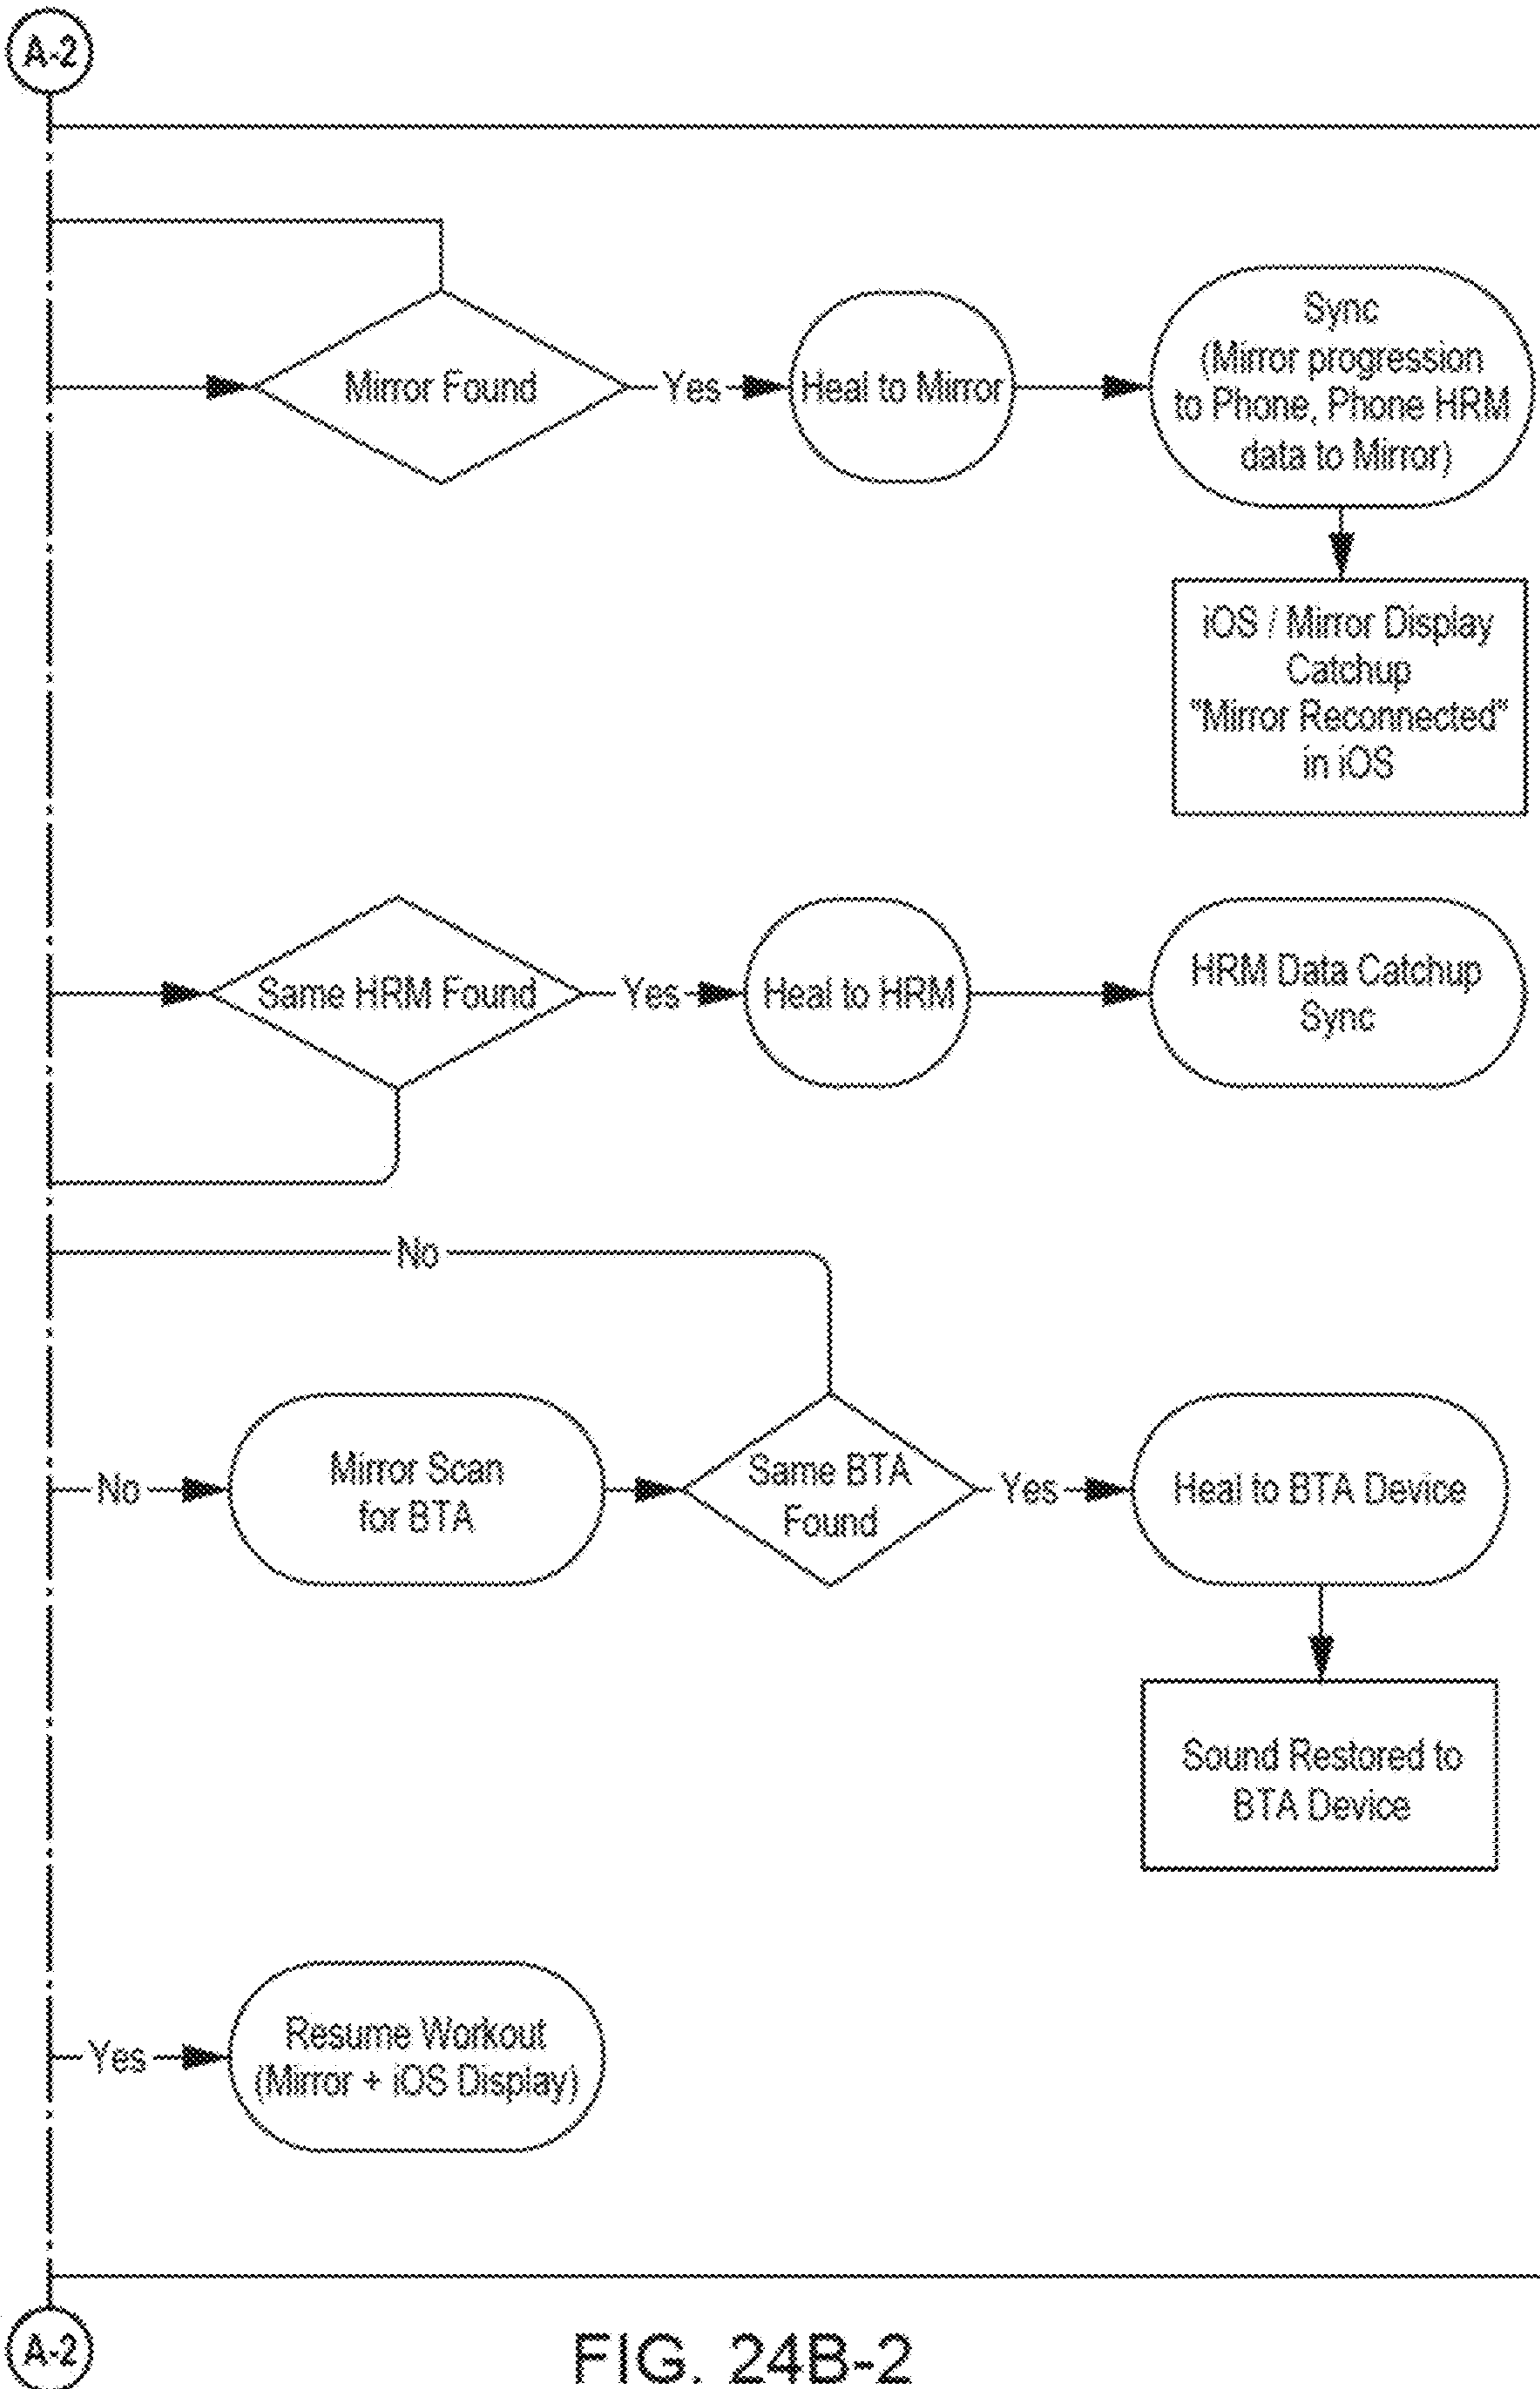 A-2
Mirror Found
Yes
Heal to Mirror
Sync
(Mirror progression
to Phone, Phone HRM
data to Mirror)
iOS / Mirror Display
Catchup
"Mirror Reconnected"
in iOS
Same HRM Found
Yes
Heal to HRM
HRM Data Catchup
Sync
No
No
Mirror Scan
for BTA
Same BTA
Found
Yes
Heal to BTA Device
Sound Restored to
BTA Device
Yes
Resume Workout
(Mirror + iOS Display)
A-2
FIG. 24B-2